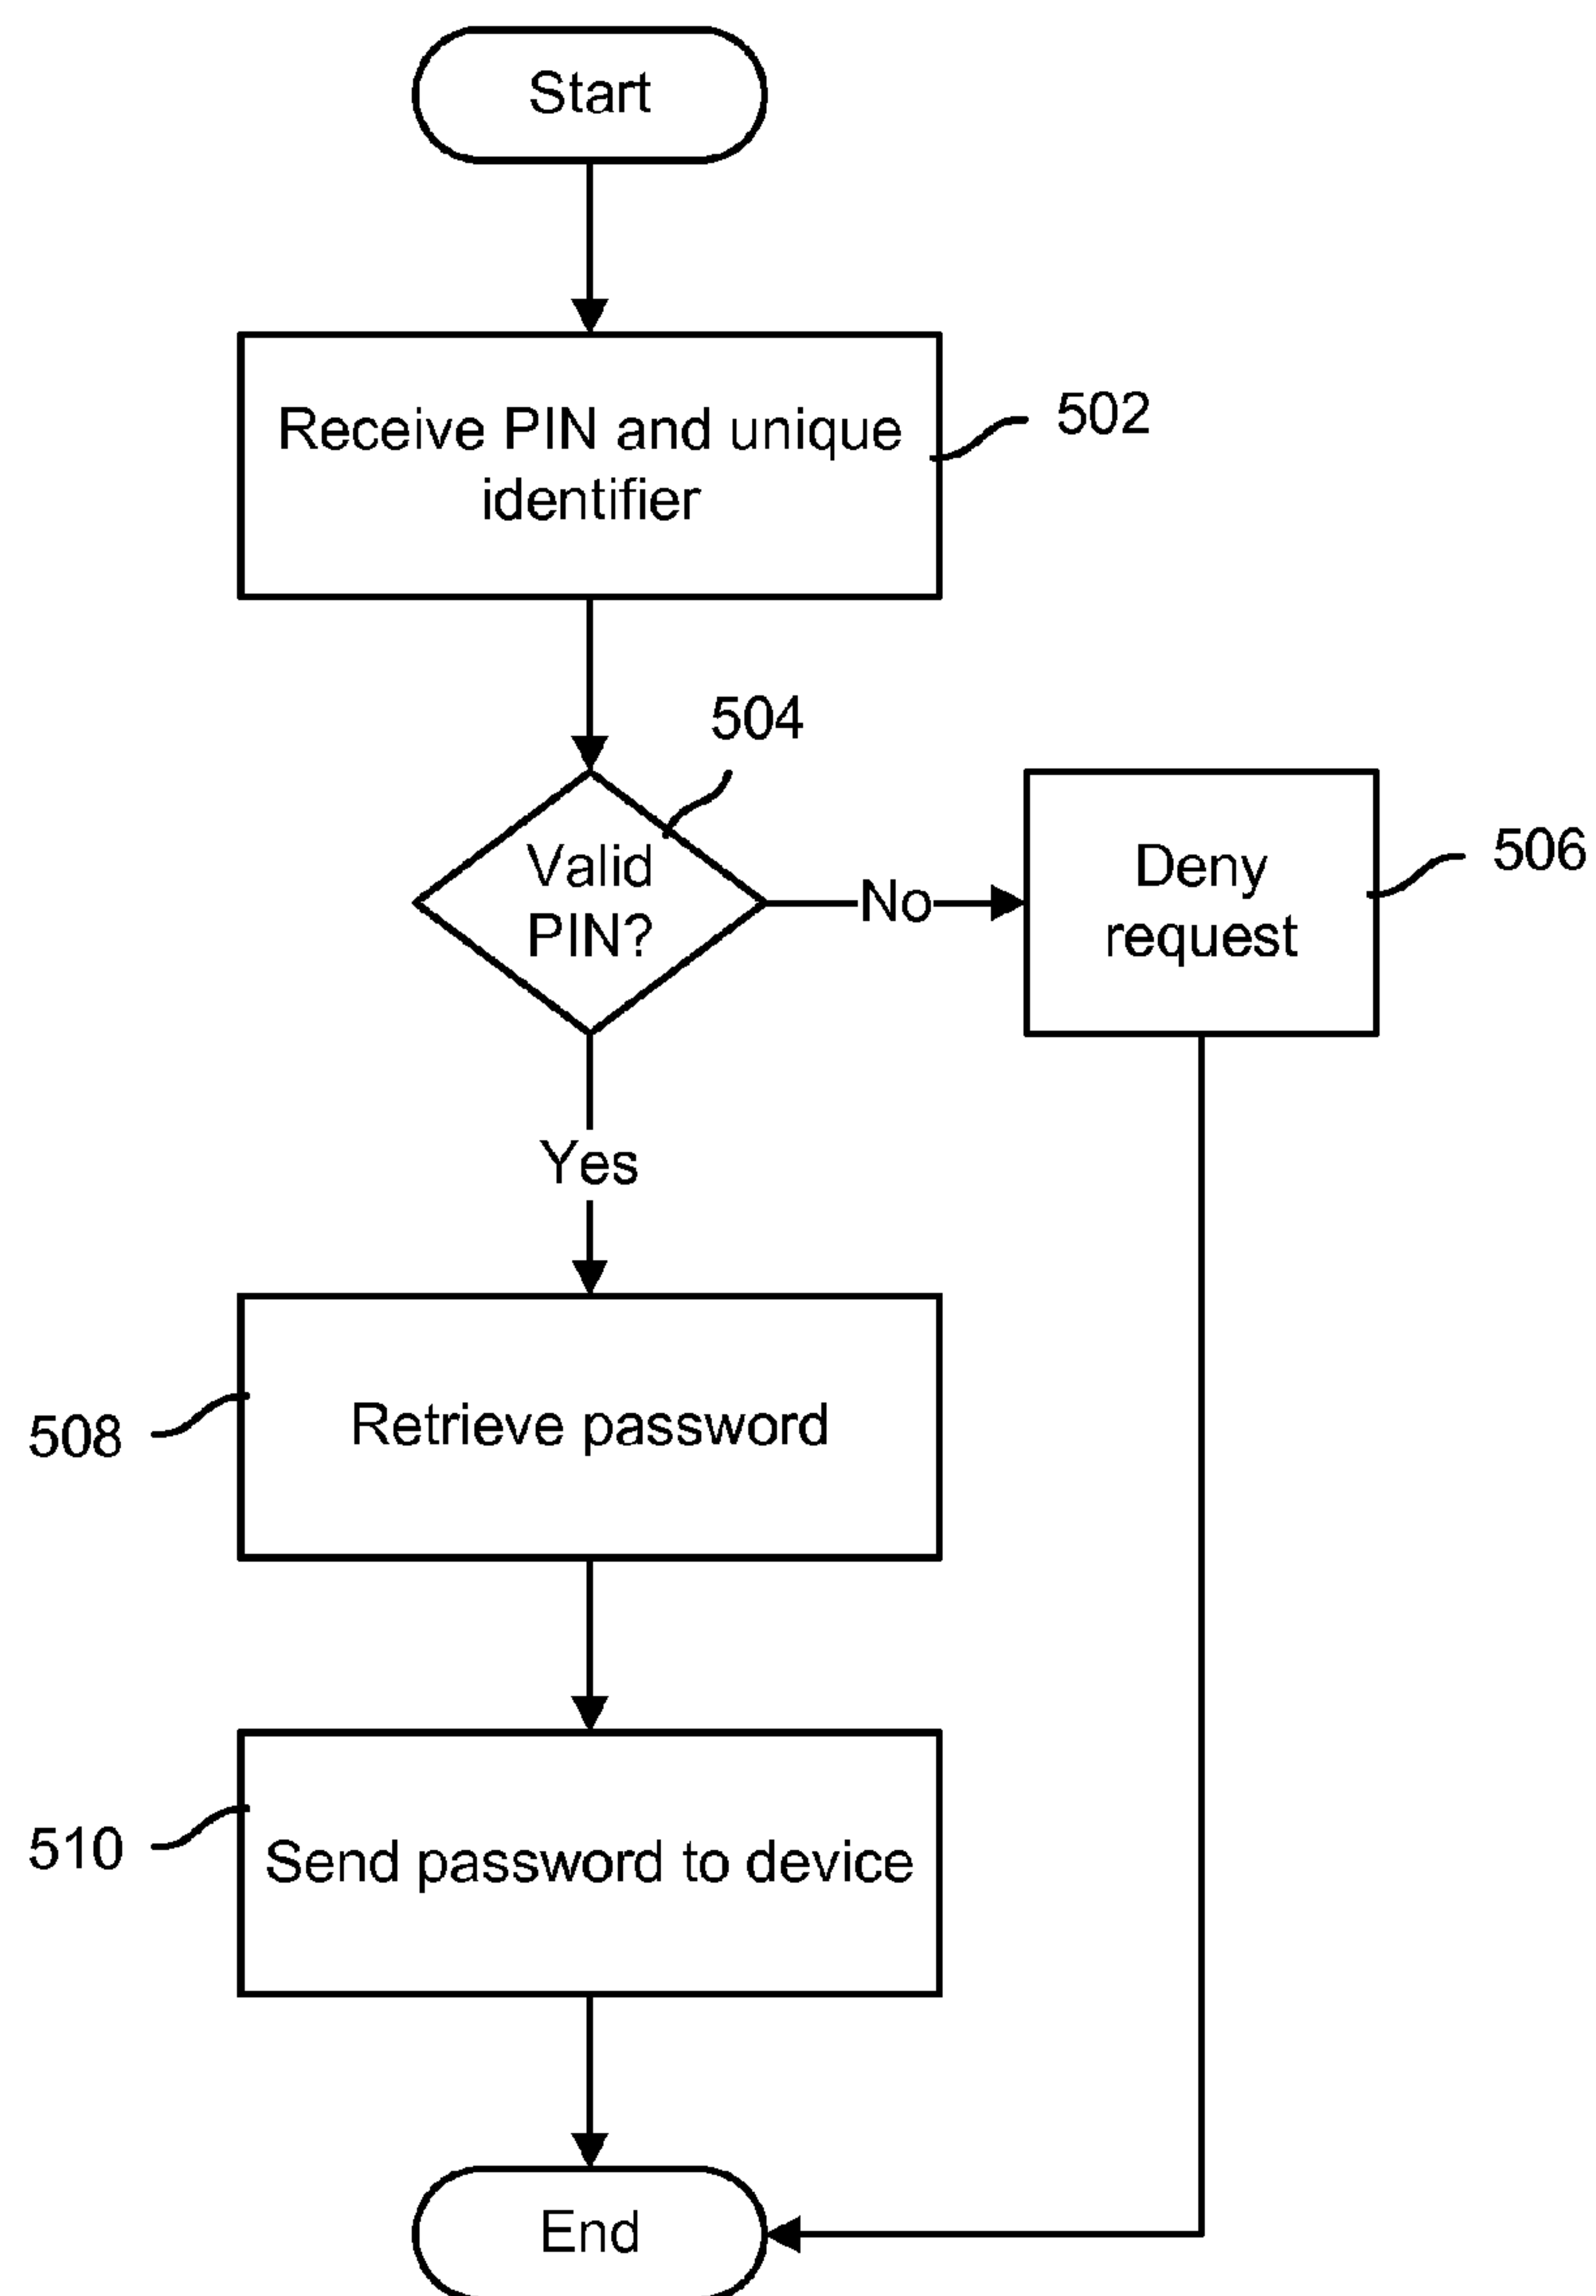 Start
Receive PIN and unique
identifier
502
504
Valid
PIN?
No
Deny
request
506
Yes
Retrieve password
508
Send password to device
510
End